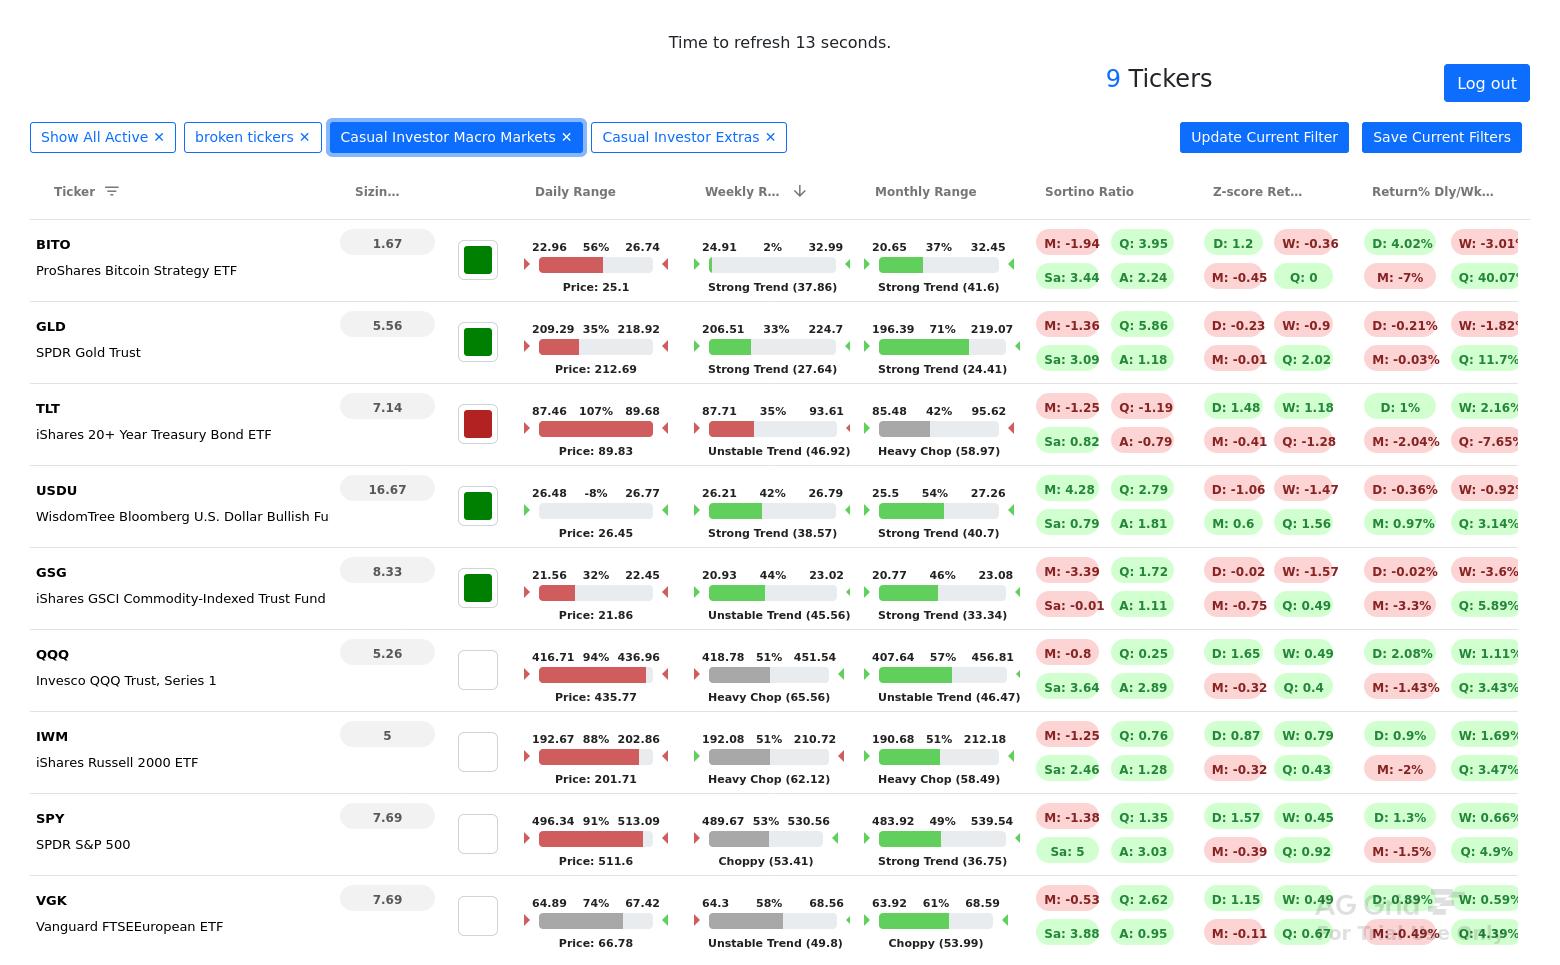 Time to refresh 13 seconds.
9 Tickers
Log out
Show All Active ✕ broken tickers ✕ Casual Investor Macro Markets ✕ Casual Investor Extras ✕ Update Current Filter Save Current Filters
Ticker Sizin... Daily Range Weekly R... Monthly Range Sortino Ratio Z-score Ret... Return% Dly/Wk...
BITO 1.67 22.96 56% 26.74 24.91 2% 32.99 20.65 37% 32.45 M: -1.94 Q: 3.95 D: 1.2 W: -0.36 D: 4.02% W: -3.01%
ProShares Bitcoin Strategy ETF Price: 25.1 Strong Trend (37.86) Strong Trend (41.6) Sa: 3.44 A: 2.24 M: -0.45 Q: 0 M: -7% Q: 40.07%
GLD 5.56 209.29 35% 218.92 206.51 33% 224.7 196.39 71% 219.07 M: -1.36 Q: 5.86 D: -0.23 W: -0.9 D: -0.21% W: -1.82%
SPDR Gold Trust Price: 212.69 Strong Trend (27.64) Strong Trend (24.41) Sa: 3.09 A: 1.18 M: -0.01 Q: 2.02 M: -0.03% Q: 11.7%
TLT 7.14 87.46 107% 89.68 87.71 35% 93.61 85.48 42% 95.62 M: -1.25 Q: -1.19 D: 1.48 W: 1.18 D: 1% W: 2.16%
iShares 20+ Year Treasury Bond ETF Price: 89.83 Unstable Trend (46.92) Heavy Chop (58.97) Sa: 0.82 A: -0.79 M: -0.41 Q: -1.28 M: -2.04% Q: -7.65%
USDU 16.67 26.48 -8% 26.77 26.21 42% 26.79 25.5 54% 27.26 M: 4.28 Q: 2.79 D: -1.06 W: -1.47 D: -0.36% W: -0.92%
WisdomTree Bloomberg U.S. Dollar Bullish Fu Price: 26.45 Strong Trend (38.57) Strong Trend (40.7) Sa: 0.79 A: 1.81 M: 0.6 Q: 1.56 M: 0.97% Q: 3.14%
GSG 8.33 21.56 32% 22.45 20.93 44% 23.02 20.77 46% 23.08 M: -3.39 Q: 1.72 D: -0.02 W: -1.57 D: -0.02% W: -3.6%
iShares GSCI Commodity-Indexed Trust Fund Price: 21.86 Unstable Trend (45.56) Strong Trend (33.34) Sa: -0.01 A: 1.11 M: -0.75 Q: 0.49 M: -3.3% Q: 5.89%
QQQ 5.26 416.71 94% 436.96 418.78 51% 451.54 407.64 57% 456.81 M: -0.8 Q: 0.25 D: 1.65 W: 0.49 D: 2.08% W: 1.11%
Invesco QQQ Trust, Series 1 Price: 435.77 Heavy Chop (65.56) Unstable Trend (46.47) Sa: 3.64 A: 2.89 M: -0.32 Q: 0.4 M: -1.43% Q: 3.43%
IWM 5 192.67 88% 202.86 192.08 51% 210.72 190.68 51% 212.18 M: -1.25 Q: 0.76 D: 0.87 W: 0.79 D: 0.9% W: 1.69%
iShares Russell 2000 ETF Price: 201.71 Heavy Chop (62.12) Heavy Chop (58.49) Sa: 2.46 A: 1.28 M: -0.32 Q: 0.43 M: -2% Q: 3.47%
SPY 7.69 496.34 91% 513.09 489.67 53% 530.56 483.92 49% 539.54 M: -1.38 Q: 1.35 D: 1.57 W: 0.45 D: 1.3% W: 0.66%
SPDR S&P 500 Price: 511.6 Choppy (53.41) Strong Trend (36.75) Sa: 5 A: 3.03 M: -0.39 Q: 0.92 M: -1.5% Q: 4.9%
VGK 7.69 64.89 74% 67.42 64.3 58% 68.56 63.92 61% 68.59 M: -0.53 Q: 2.62 D: 1.15 W: 0.49 D: 0.89% W: 0.59%
Vanguard FTSEEuropean ETF Price: 66.78 Unstable Trend (49.8) Choppy (53.99) Sa: 3.88 A: 0.95 M: -0.11 Q: 0.67 M: -0.49% Q: 4.39%
AG Grid
For Trial Use Only